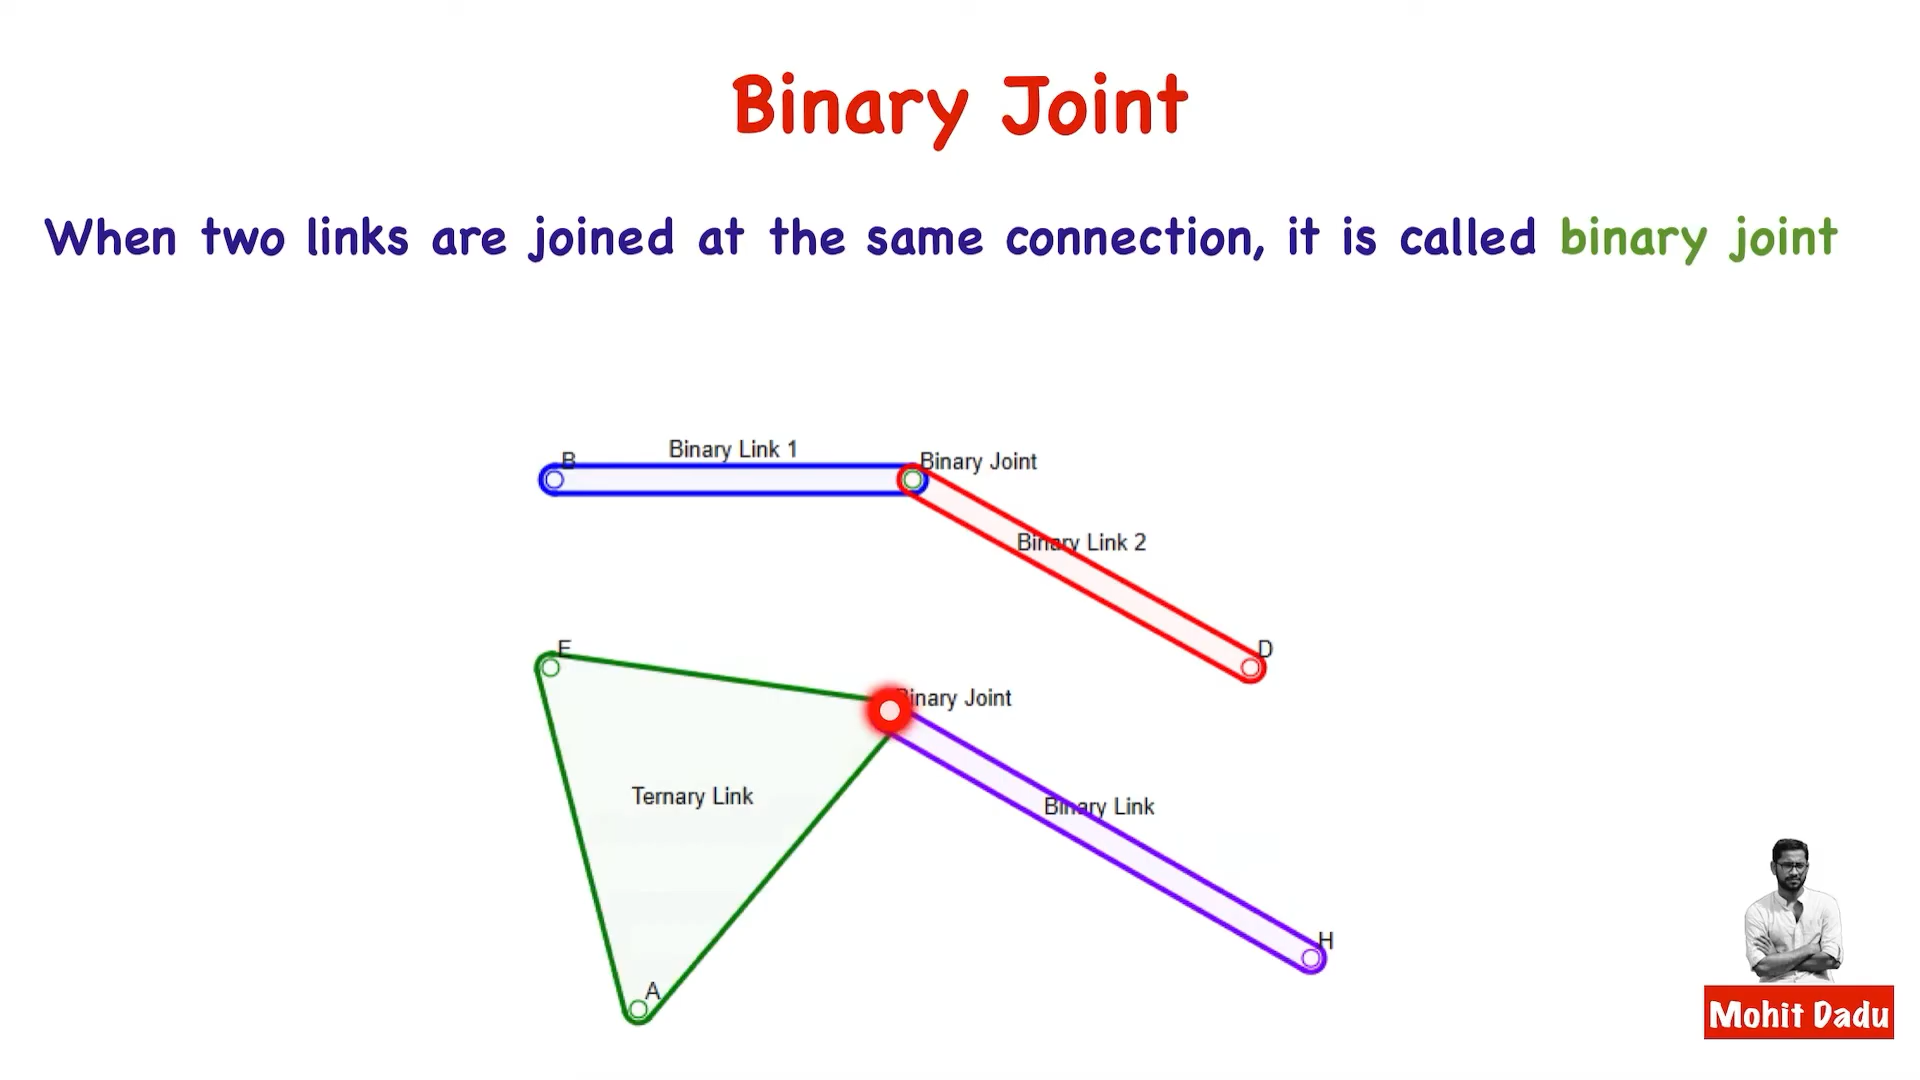 Binary Joint
When two links are joined at the same connection, it is called binary joint
Binary Link 1
B
Binary Joint
Binary Link 2
D
E
Binary Joint
Ternary Link
Binary Link
H
A
Mohit Dadu